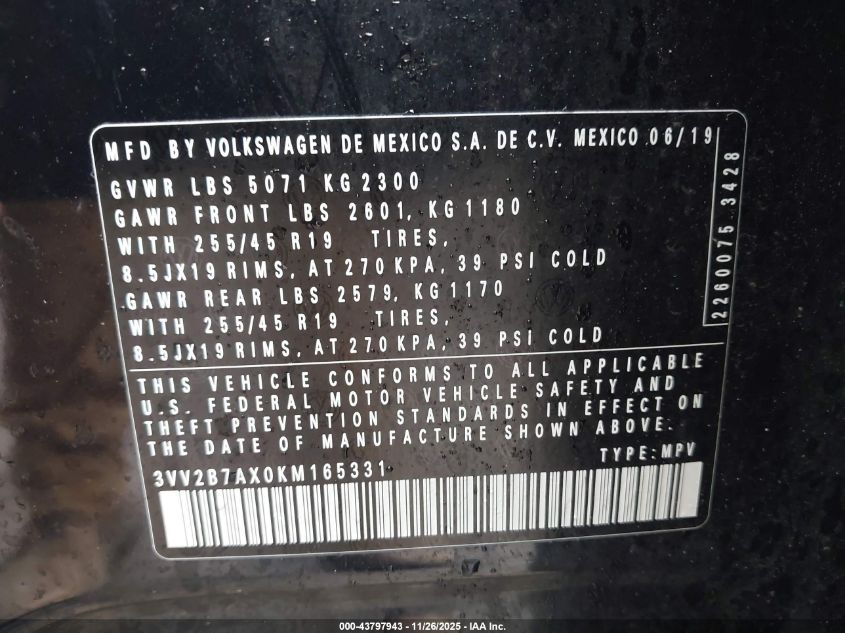 MFD BY VOLKSWAGEN DE MEXICO S.A. DE C.V. MEXICO 06/19
GVWR LBS 5071 KG 2300
GAWR FRONT LBS 2601, KG 1180
WITH 255/45 R19 TIRES,
8.5JX19 RIMS, AT 270 KPA, 39 PSI COLD
GAWR REAR LBS 2579, KG 1170
WITH 255/45 R19 TIRES,
8.5JX19 RIMS, AT 270 KPA, 39 PSI COLD
2260075 3428
THIS VEHICLE CONFORMS TO ALL APPLICABLE
U.S. FEDERAL MOTOR VEHICLE SAFETY AND
THEFT PREVENTION STANDARDS IN EFFECT ON
THE DATE OF MANUFACTURE SHOWN ABOVE.
TYPE: MPV
3VV2B7AX0KM165331
000-43797943 | 11/26/2025 - IAA Inc.